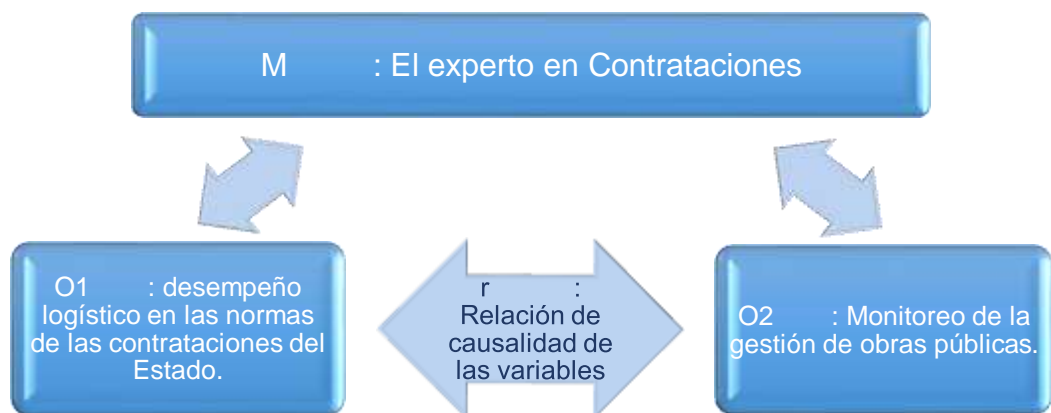 M : El experto en Contrataciones
O1 : desempeño
logístico en las normas
de las contrataciones del
Estado.
r :
Relación de
causalidad de
las variables
O2 : Monitoreo de la
gestión de obras públicas.